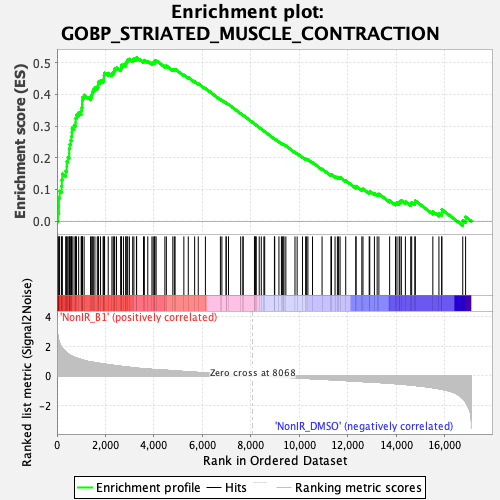 Enrichment plot:
GOBP_STRIATED_MUSCLE_CONTRACTION
Enrichment score (ES)
0.5
0.4
0.3
0.2
0.1
0.0
'NonIR_B1' (positively correlated)
Ranked list metric (Signal2Noise)
4
2
0
-2
Zero cross at 8068
'NonIR_DMSO' (negatively correlated)
0
2,000
4,000
6,000
8,000
10,000
12,000
14,000
16,000
Rank in Ordered Dataset
Enrichment profile
Hits
Ranking metric scores